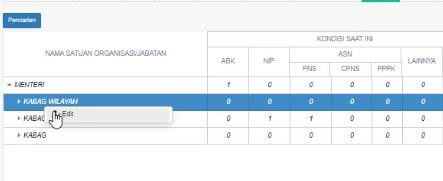 Pencarian
KONDISI SAAT INI
NAMA SATUAN ORGANISASI/JABATAN ABK NIP ASN LAINNYA
PNS CPNS PPPK
MENTERI 1 0 0 0 0 0
KABAG WILAYAH 0 0 0 0 0 0
KABAG 0 1 1 0 0 0
Edit
KABAG 0 0 0 0 0 0